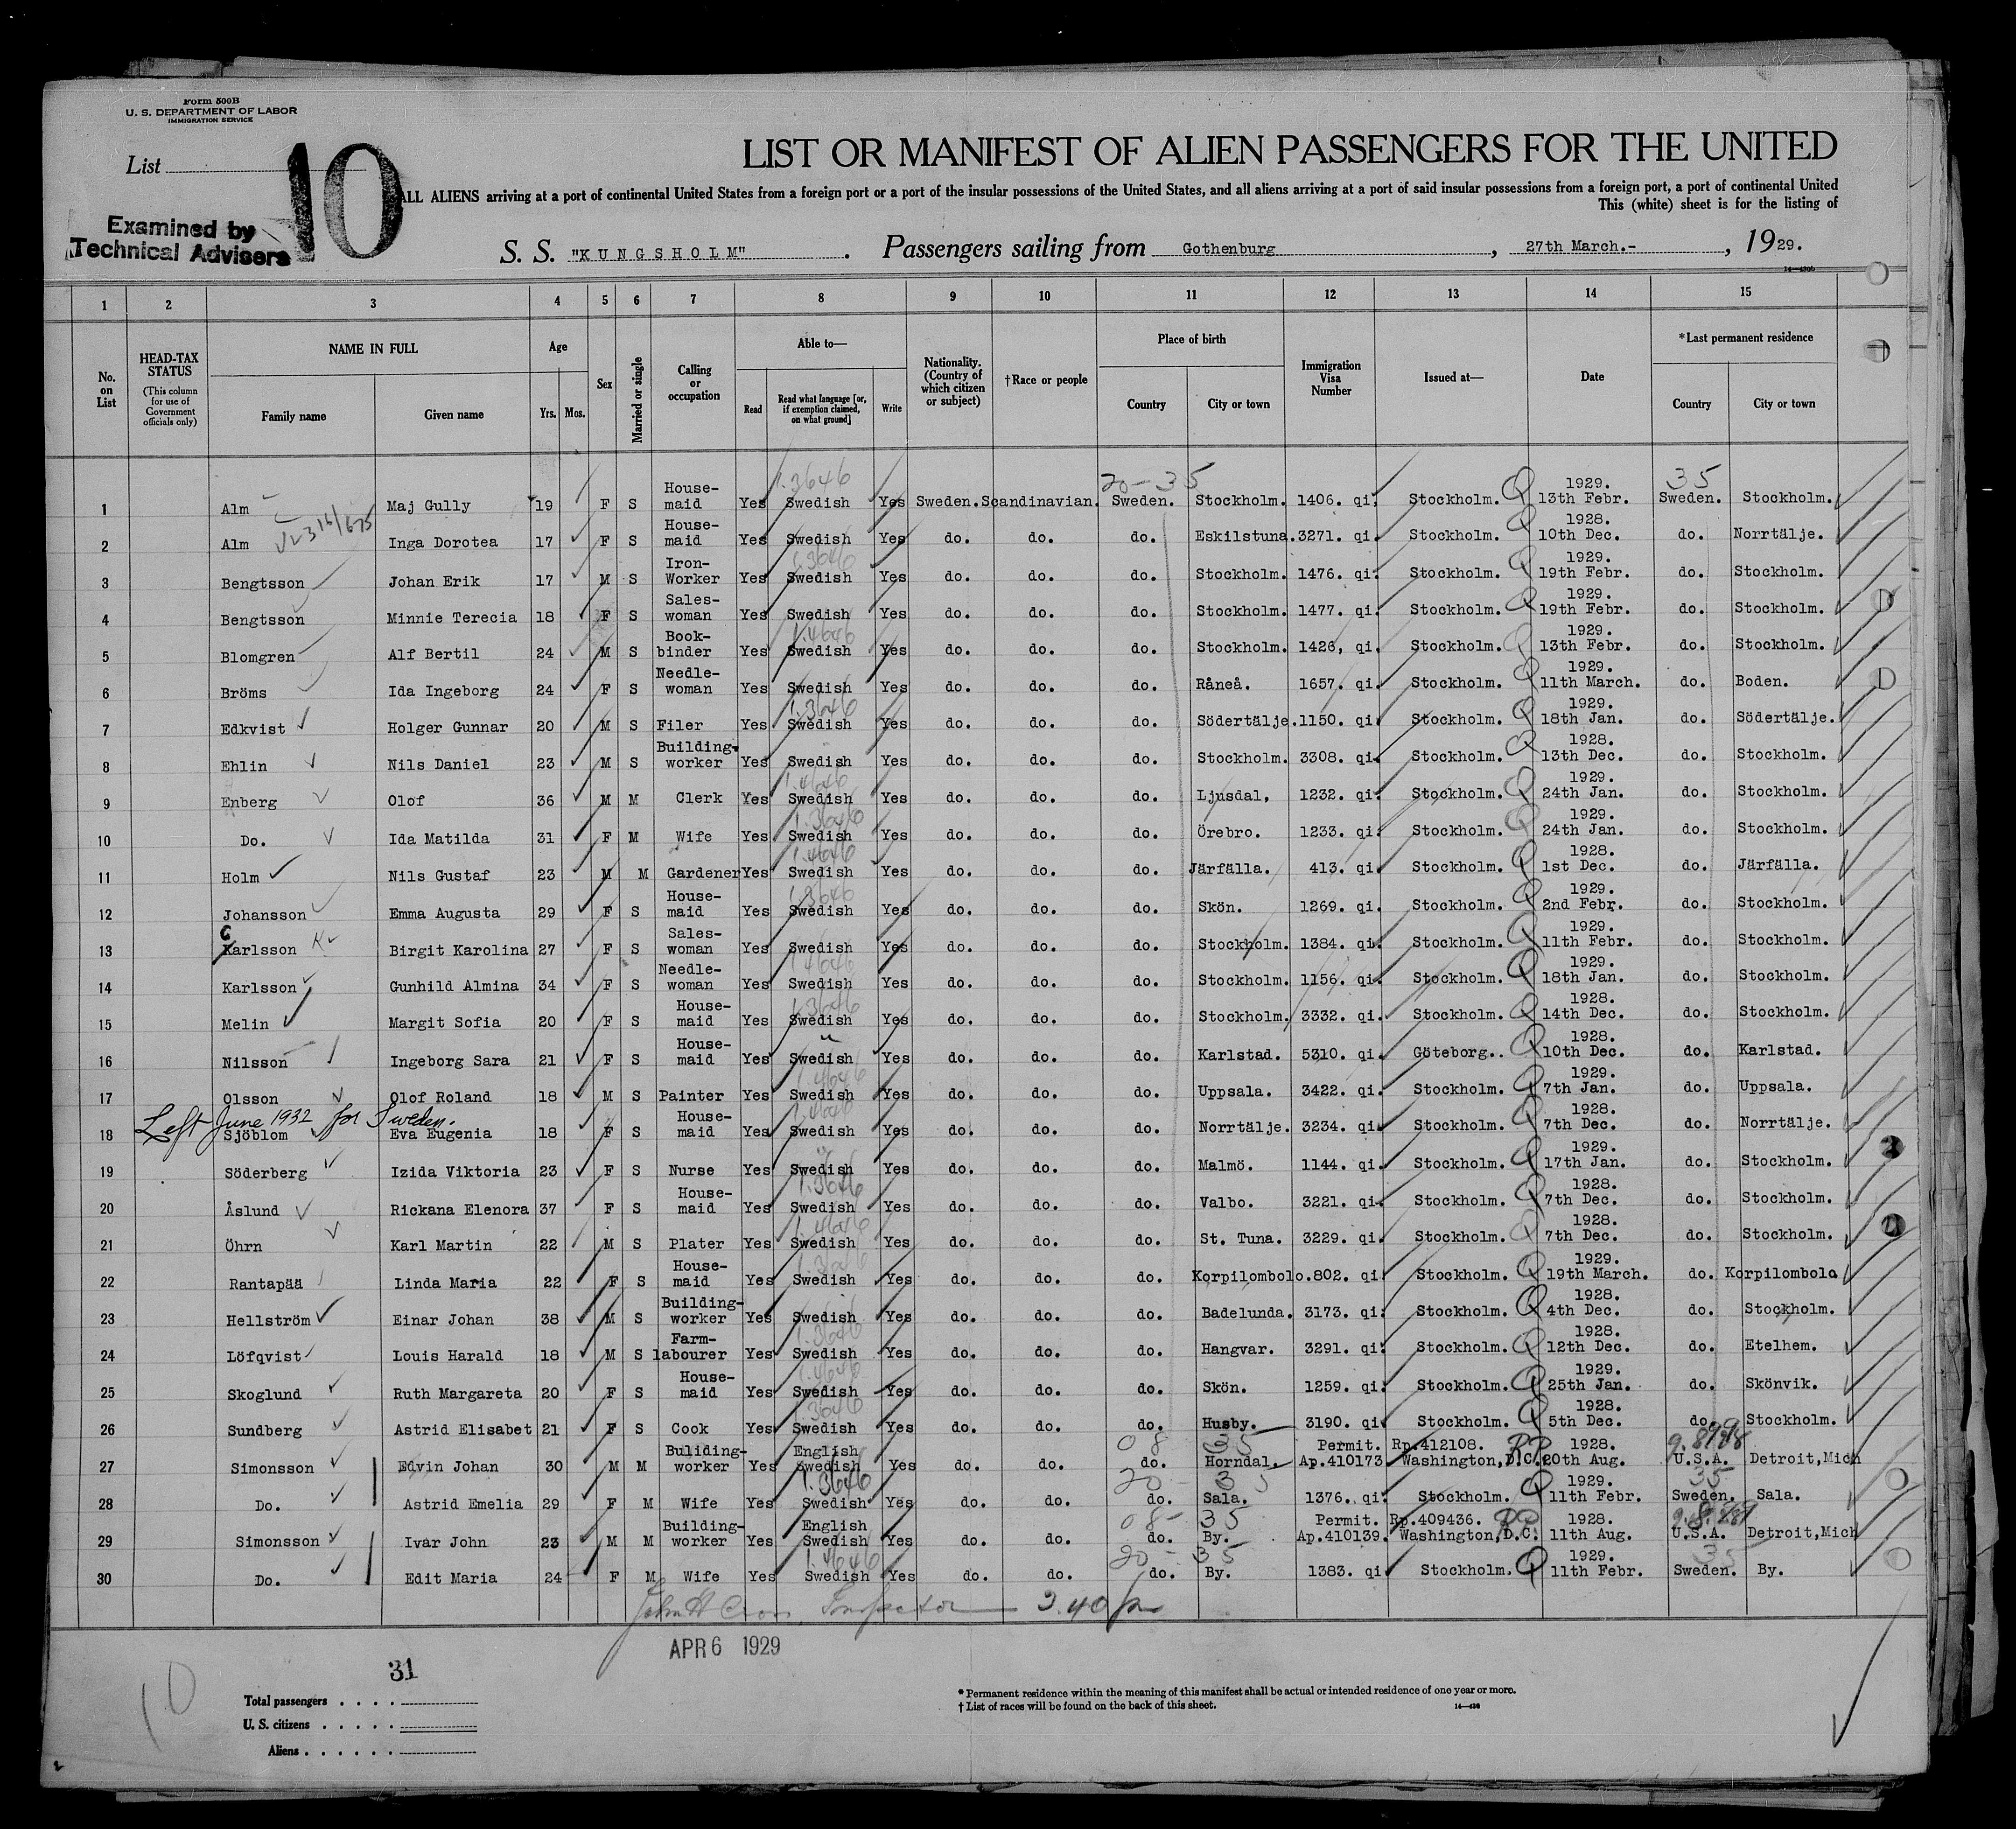 Form 500B
U. S. DEPARTMENT OF LABOR
IMMIGRATION SERVICE
List 10
LIST OR MANIFEST OF ALIEN PASSENGERS FOR THE UNITED
ALL ALIENS arriving at a port of continental United States from a foreign port or a port of the insular possessions of the United States, and all aliens arriving at a port of said insular possessions from a foreign port, a port of continental United
This (white) sheet is for the listing of
Examined by
Technical Advisers
S. S. "KUNGSHOLM". Passengers sailing from Gothenburg, 27th March.-, 1929.
1 2 3 4 5 6 7 8 9 10 11 12 13 14 15
No. on List
HEAD-TAX STATUS (This column for use of Government officials only)
NAME IN FULL Family name Given name
Age Yrs. Mos.
Sex
Married or single
Calling or occupation
Able to— Read Read what language [or, if exemption claimed, on what ground] Write
Nationality. (Country of which citizen or subject)
†Race or people
Place of birth Country City or town
Immigration Visa Number
Issued at—
Date
*Last permanent residence Country City or town
1.3646 20-35 35
1 Alm Maj Gully 19 F S House-maid Yes Swedish Yes Sweden. Scandinavian. Sweden. Stockholm. 1406. qi. Stockholm. 1929. 13th Febr. Sweden. Stockholm.
2 Alm Inga Dorotea 17 F S House-maid Yes Swedish Yes do. do. do. Eskilstuna. 3271. qi. Stockholm. 1928. 10th Dec. do. Norrtälje.
3 Bengtsson Johan Erik 17 M S Iron-Worker Yes Swedish Yes do. do. do. Stockholm. 1476. qi. Stockholm. 1929. 19th Febr. do. Stockholm.
4 Bengtsson Minnie Terecia 18 F S Sales-woman Yes Swedish Yes do. do. do. Stockholm. 1477. qi. Stockholm. 1929. 19th Febr. do. Stockholm.
5 Blomgren Alf Bertil 24 M S Book-binder Yes Swedish Yes do. do. do. Stockholm. 1426, qi. Stockholm. 1929. 13th Febr. do. Stockholm.
6 Bröms Ida Ingeborg 24 F S Needle-woman Yes Swedish Yes do. do. do. Råneå. 1657. qi. Stockholm. 1929. 11th March. do. Boden.
7 Edkvist Holger Gunnar 20 M S Filer Yes Swedish Yes do. do. do. Södertälje. 1150. qi. Stockholm. 1929. 18th Jan. do. Södertälje.
8 Ehlin Nils Daniel 23 M S Building-worker Yes Swedish Yes do. do. do. Stockholm. 3308. qi. Stockholm. 1928. 13th Dec. do. Stockholm.
9 Enberg Olof 36 M M Clerk Yes Swedish Yes do. do. do. Ljusdal, 1232. qi. Stockholm. 1929. 24th Jan. do. Stockholm.
10 Do. Ida Matilda 31 F M Wife Yes Swedish Yes do. do. do. Örebro. 1233. qi. Stockholm. 1929. 24th Jan. do. Stockholm.
11 Holm Nils Gustaf 23 M M Gardener Yes Swedish Yes do. do. do. Järfälla. 413. qi. Stockholm. 1928. 1st Dec. do. Järfälla.
12 Johansson Emma Augusta 29 F S House-maid Yes Swedish Yes do. do. do. Skön. 1269. qi. Stockholm. 1929. 2nd Febr. do. Stockholm.
C
13 Karlsson Birgit Karolina 27 F S Sales-woman Yes Swedish Yes do. do. do. Stockholm. 1384. qi. Stockholm. 1929. 11th Febr. do. Stockholm.
14 Karlsson Gunhild Almina 34 F S Needle-woman Yes Swedish Yes do. do. do. Stockholm. 1156. qi. Stockholm. 1929. 18th Jan. do. Stockholm.
15 Melin Margit Sofia 20 F S House-maid Yes Swedish Yes do. do. do. Stockholm. 3332. qi. Stockholm. 1928. 14th Dec. do. Stockholm.
16 Nilsson Ingeborg Sara 21 F S House-maid Yes Swedish Yes do. do. do. Karlstad. 5310. qi. Göteborg.. 1928. 10th Dec. do. Karlstad.
17 Olsson Olof Roland 18 M S Painter Yes Swedish Yes do. do. do. Uppsala. 3422. qi. Stockholm. 1929. 7th Jan. do. Uppsala.
Left June 1932 for Sweden.
18 Sjöblom Eva Eugenia 18 F S House-maid Yes Swedish Yes do. do. do. Norrtälje. 3234. qi. Stockholm. 1928. 7th Dec. do. Norrtälje.
19 Söderberg Izida Viktoria 23 F S Nurse Yes Swedish Yes do. do. do. Malmö. 1144. qi. Stockholm. 1929. 17th Jan. do. Stockholm.
20 Åslund Rickana Elenora 37 F S House-maid Yes Swedish Yes do. do. do. Valbo. 3221. qi. Stockholm. 1928. 7th Dec. do. Stockholm.
21 Öhrn Karl Martin 22 M S Plater Yes Swedish Yes do. do. do. St. Tuna. 3229. qi. Stockholm. 1928. 7th Dec. do. Stockholm.
22 Rantapää Linda Maria 22 F S House-maid Yes Swedish Yes do. do. do. Korpilombolo. 802. qi. Stockholm. 1929. 19th March. do. Korpilombolo
23 Hellström Einar Johan 38 M S Building-worker Yes Swedish Yes do. do. do. Badelunda. 3173. qi. Stockholm. 1928. 4th Dec. do. Stockholm.
24 Löfqvist Louis Harald 18 M S Farm-labourer Yes Swedish Yes do. do. do. Hangvar. 3291. qi. Stockholm. 1928. 12th Dec. do. Etelhem.
25 Skoglund Ruth Margareta 20 F S House-maid Yes Swedish Yes do. do. do. Skön. 1259. qi. Stockholm. 1929. 25th Jan. do. Skönvik.
26 Sundberg Astrid Elisabet 21 F S Cook Yes Swedish Yes do. do. do. Husby. 3190. qi. Stockholm. 1928. 5th Dec. do. Stockholm.
27 Simonsson Edvin Johan 30 M M Buliding-worker Yes English Swedish Yes do. do. do. Horndal. Permit. Rp.412108. Ap.410173 Washington,D.C. 1928. 20th Aug. U.S.A. Detroit,Mich
28 Do. Astrid Emelia 29 F M Wife Yes Swedish Yes do. do. do. Sala. 1376. qi. Stockholm. 1929. 11th Febr. Sweden. Sala.
29 Simonsson Ivar John 23 M M Building-worker Yes English Swedish Yes do. do. do. By. Permit. Rp.409436. Ap.410139. Washington,D.C. 1928. 11th Aug. U.S.A. Detroit,Mich
30 Do. Edit Maria 24 F M Wife Yes Swedish Yes do. do. do. By. 1383. qi Stockholm. 1929. 11th Febr. Sweden. By.
Inspector 3.40 pm
APR 6 1929
10
31
Total passengers
U. S. citizens
Aliens
* Permanent residence within the meaning of this manifest shall be actual or intended residence of one year or more.
† List of races will be found on the back of this sheet.